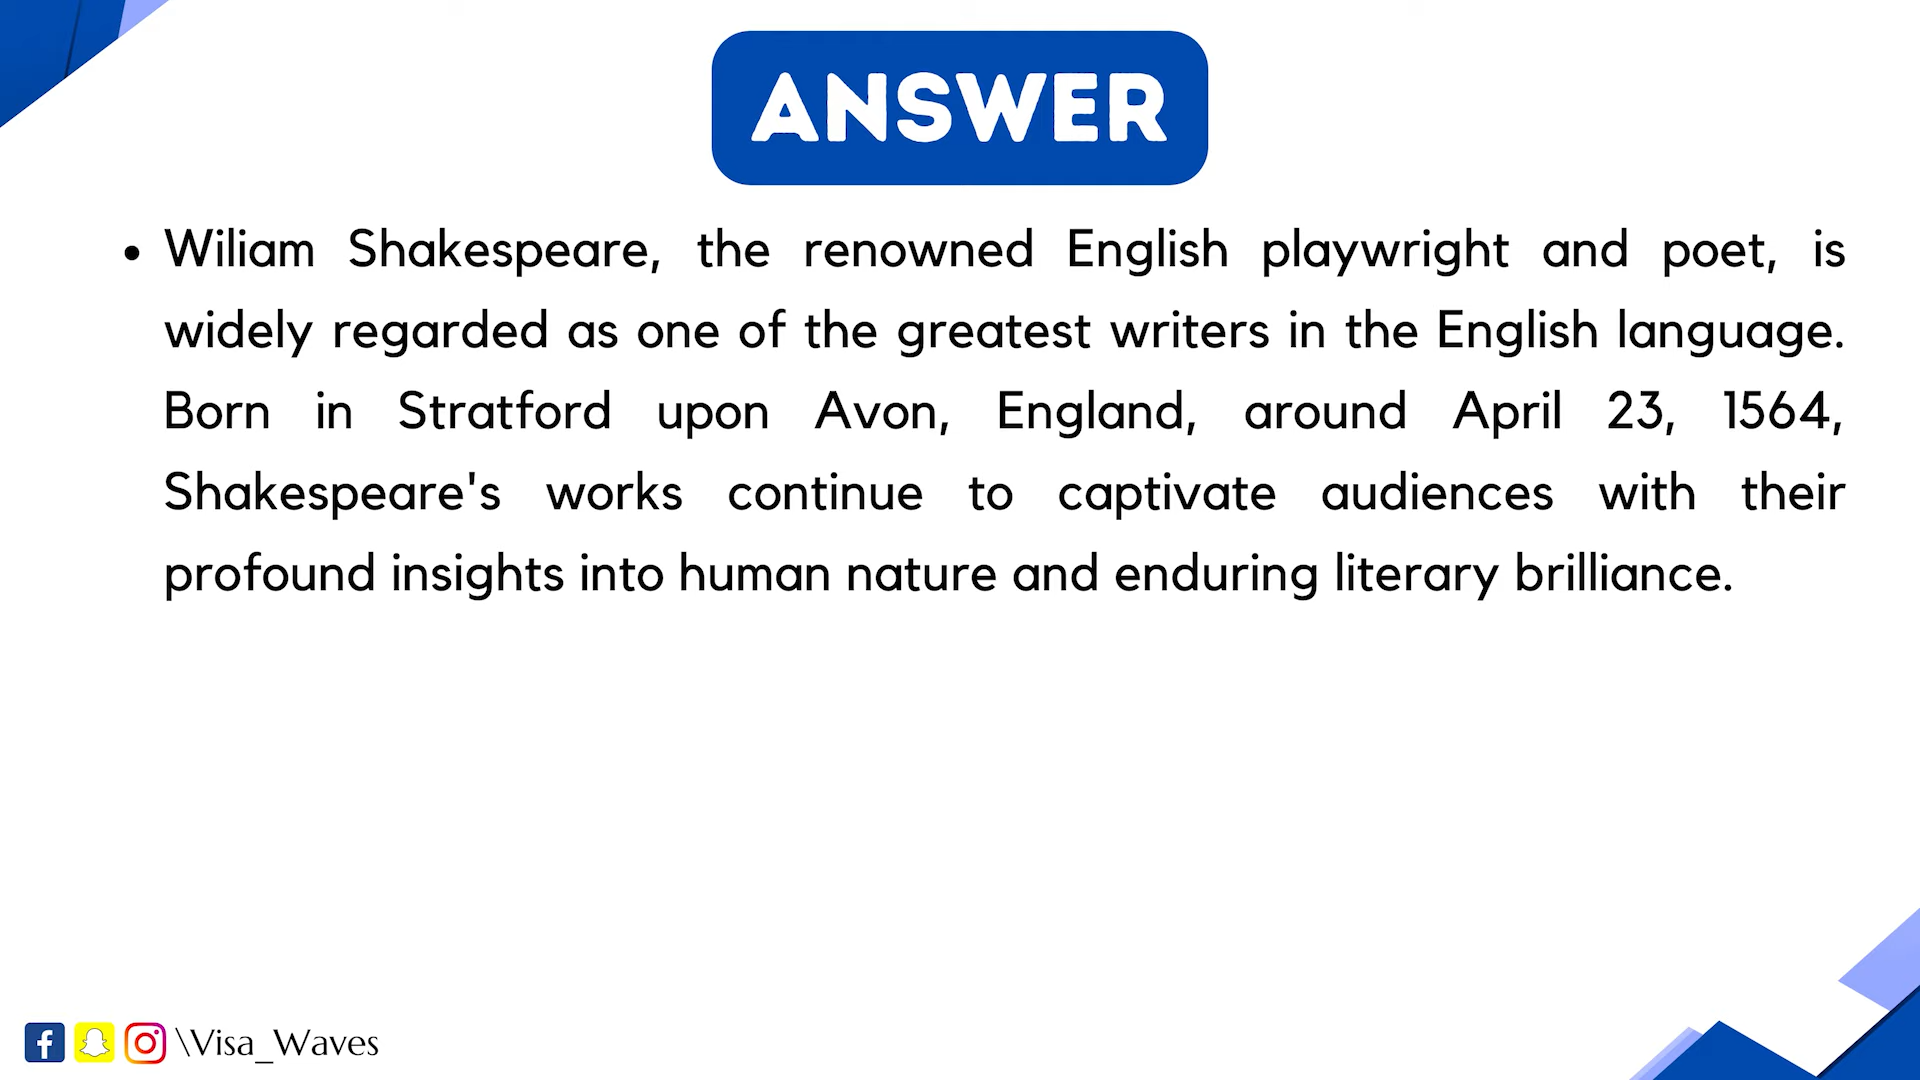 ANSWER
• Wiliam Shakespeare, the renowned English playwright and poet, is
widely regarded as one of the greatest writers in the English language.
Born in Stratford upon Avon, England, around April 23, 1564,
Shakespeare's works continue to captivate audiences with their
profound insights into human nature and enduring literary brilliance.
\Visa_Waves